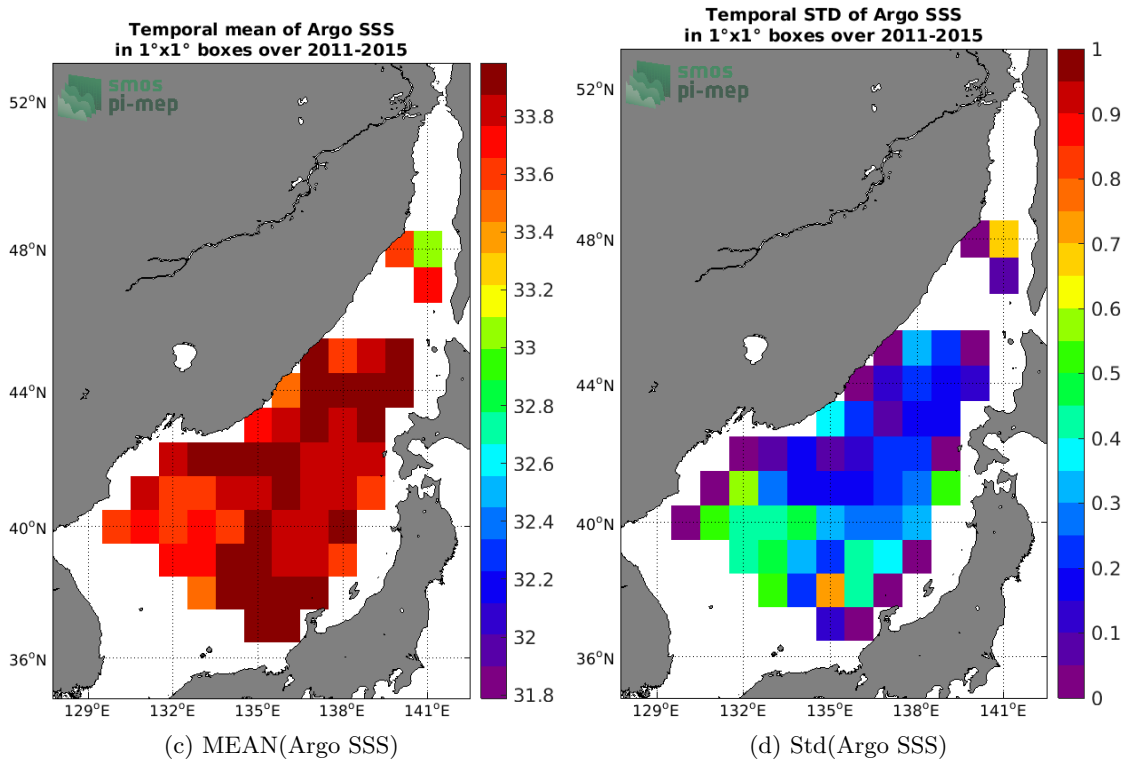 Temporal mean of Argo SSS
in 1°x1° boxes over 2011-2015
smos
pi-mep
52°N
48°N
44°N
40°N
36°N
129°E
132°E
135°E
138°E
141°E
33.8
33.6
33.4
33.2
33
32.8
32.6
32.4
32.2
32
31.8
(c) MEAN(Argo SSS)
Temporal STD of Argo SSS
in 1°x1° boxes over 2011-2015
smos
pi-mep
52°N
48°N
44°N
40°N
36°N
129°E
132°E
135°E
138°E
141°E
1
0.9
0.8
0.7
0.6
0.5
0.4
0.3
0.2
0.1
0
(d) Std(Argo SSS)